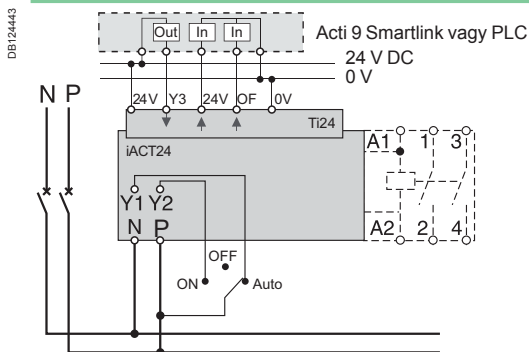 DB124443
Out In In
Acti 9 Smartlink vagy PLC
24 V DC
0 V
N P
24V Y3 24V OF 0V
Ti24
iACT24
A1 1 3
Y1 Y2
N P
A2 2 4
OFF
ON Auto